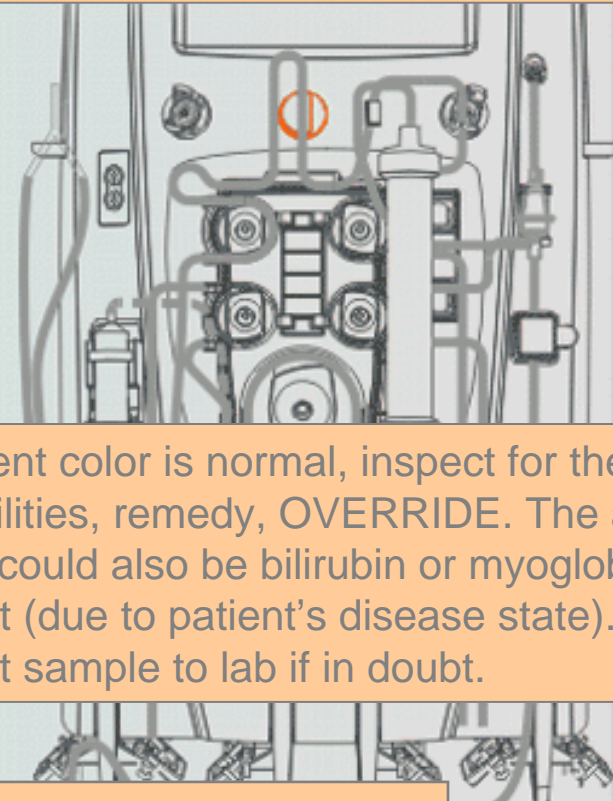 ent color is normal, inspect for the
ilities, remedy, OVERRIDE. The
could also be bilirubin or myoglob
t (due to patient's disease state).
t sample to lab if in doubt.